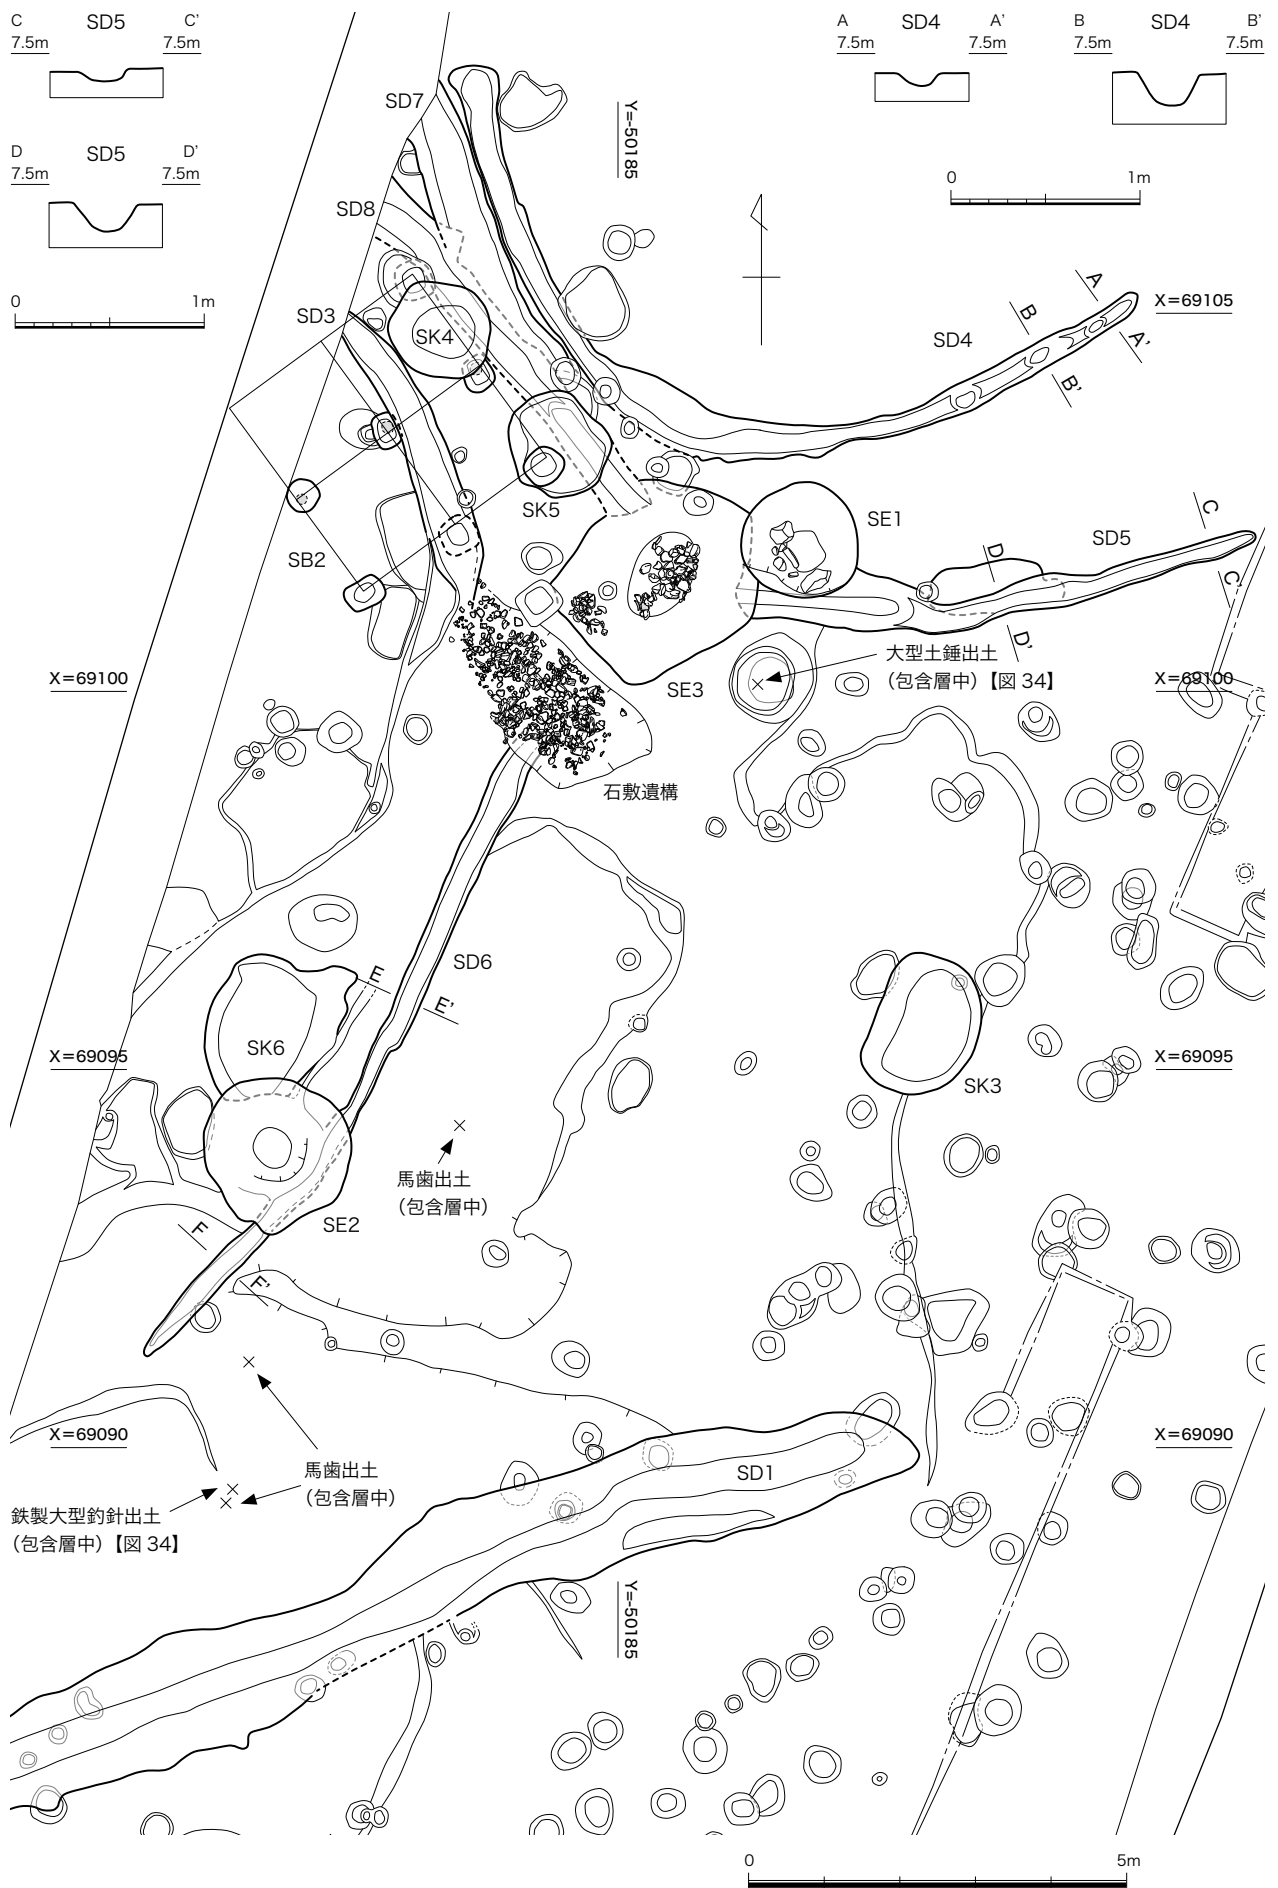 C SD5 C’
7.5m 7.5m
D SD5 D’
7.5m 7.5m
0 1m
A SD4 A’
7.5m 7.5m
B SD4 B’
7.5m 7.5m
0 1m
SD7
Y=-50185
SD8
SD3
SK4
A
B
X=69105
SD4
A’
B’
SK5
SE1
C
D
SD5
SB2
C’
D’
大型土錘出土
（包含層中）【図 34】
X=69100
X=69100
SE3
石敷遺構
SD6
E
E’
SK6
X=69095
X=69095
SK3
馬歯出土
（包含層中）
SE2
F
F’
X=69090
X=69090
馬歯出土
（包含層中）
SD1
鉄製大型釣針出土
（包含層中）【図 34】
Y=-50185
0 5m